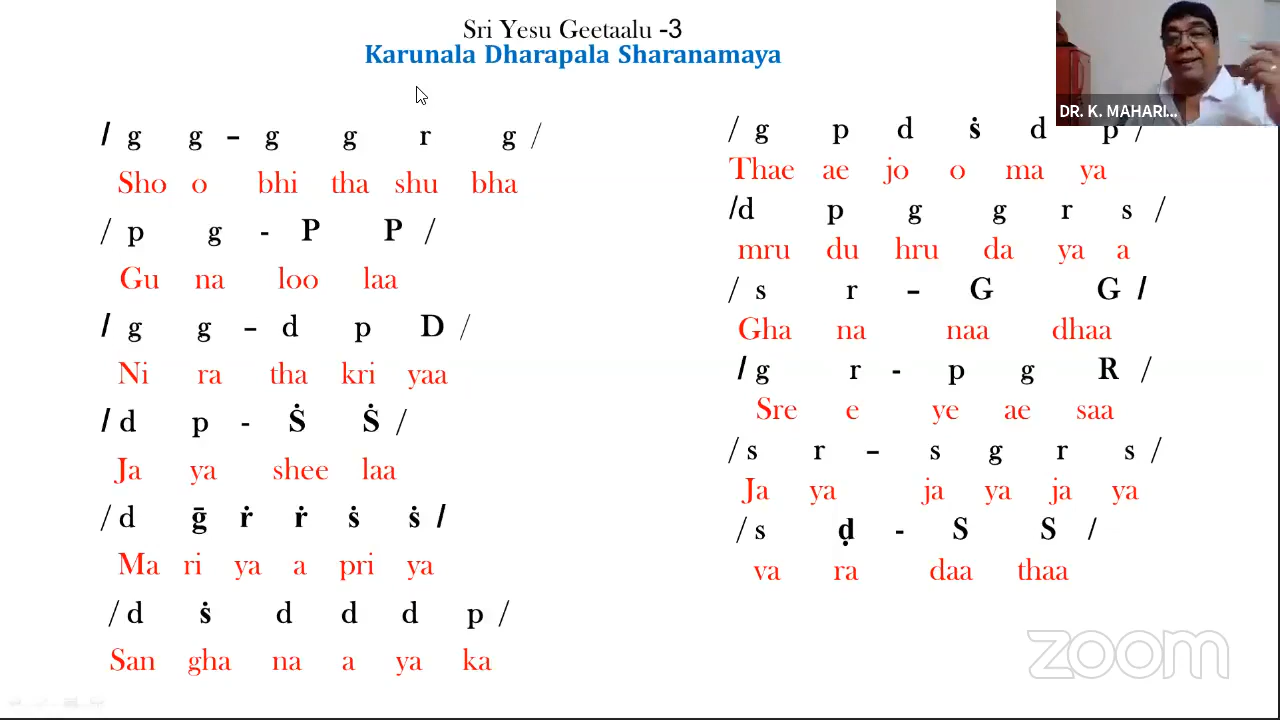 Sri Yesu Geetaalu -3
Karunala Dharapala Sharanamaya
/ g g – g g r g /
Sho o bhi tha shu bha
/ p g - P P /
Gu na loo laa
/ g g – d p D /
Ni ra tha kri yaa
/ d p - Ṡ Ṡ /
Ja ya shee laa
/ d ḡ ṙ ṙ ṡ ṡ /
Ma ri ya a pri ya
/ d ṡ d d d p /
San gha na a ya ka
/ g p d ṡ d p /
Thae ae jo o ma ya
/d p g g r s /
mru du hru da ya a
/ s r – G G /
Gha na naa dhaa
/ g r - p g R /
Sre e ye ae saa
/ s r – s g r s /
Ja ya ja ya ja ya
/ s ḍ - S S /
va ra daa thaa
DR. K. MAHARI...
zoom